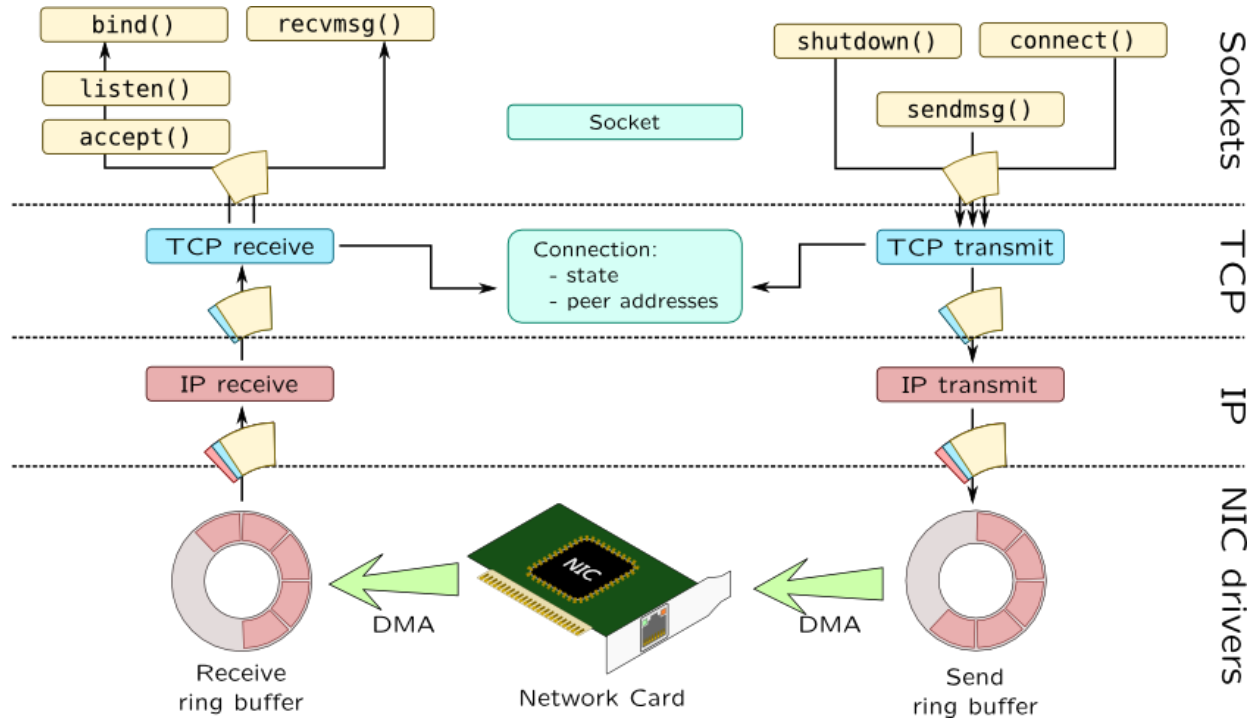 bind()
recvmsg()
listen()
accept()
Socket
shutdown()
connect()
sendmsg()
Sockets
TCP receive
Connection:
- state
- peer addresses
TCP transmit
TCP
IP receive
IP transmit
IP
NIC
DMA
DMA
Receive
ring buffer
Network Card
Send
ring buffer
NIC drivers